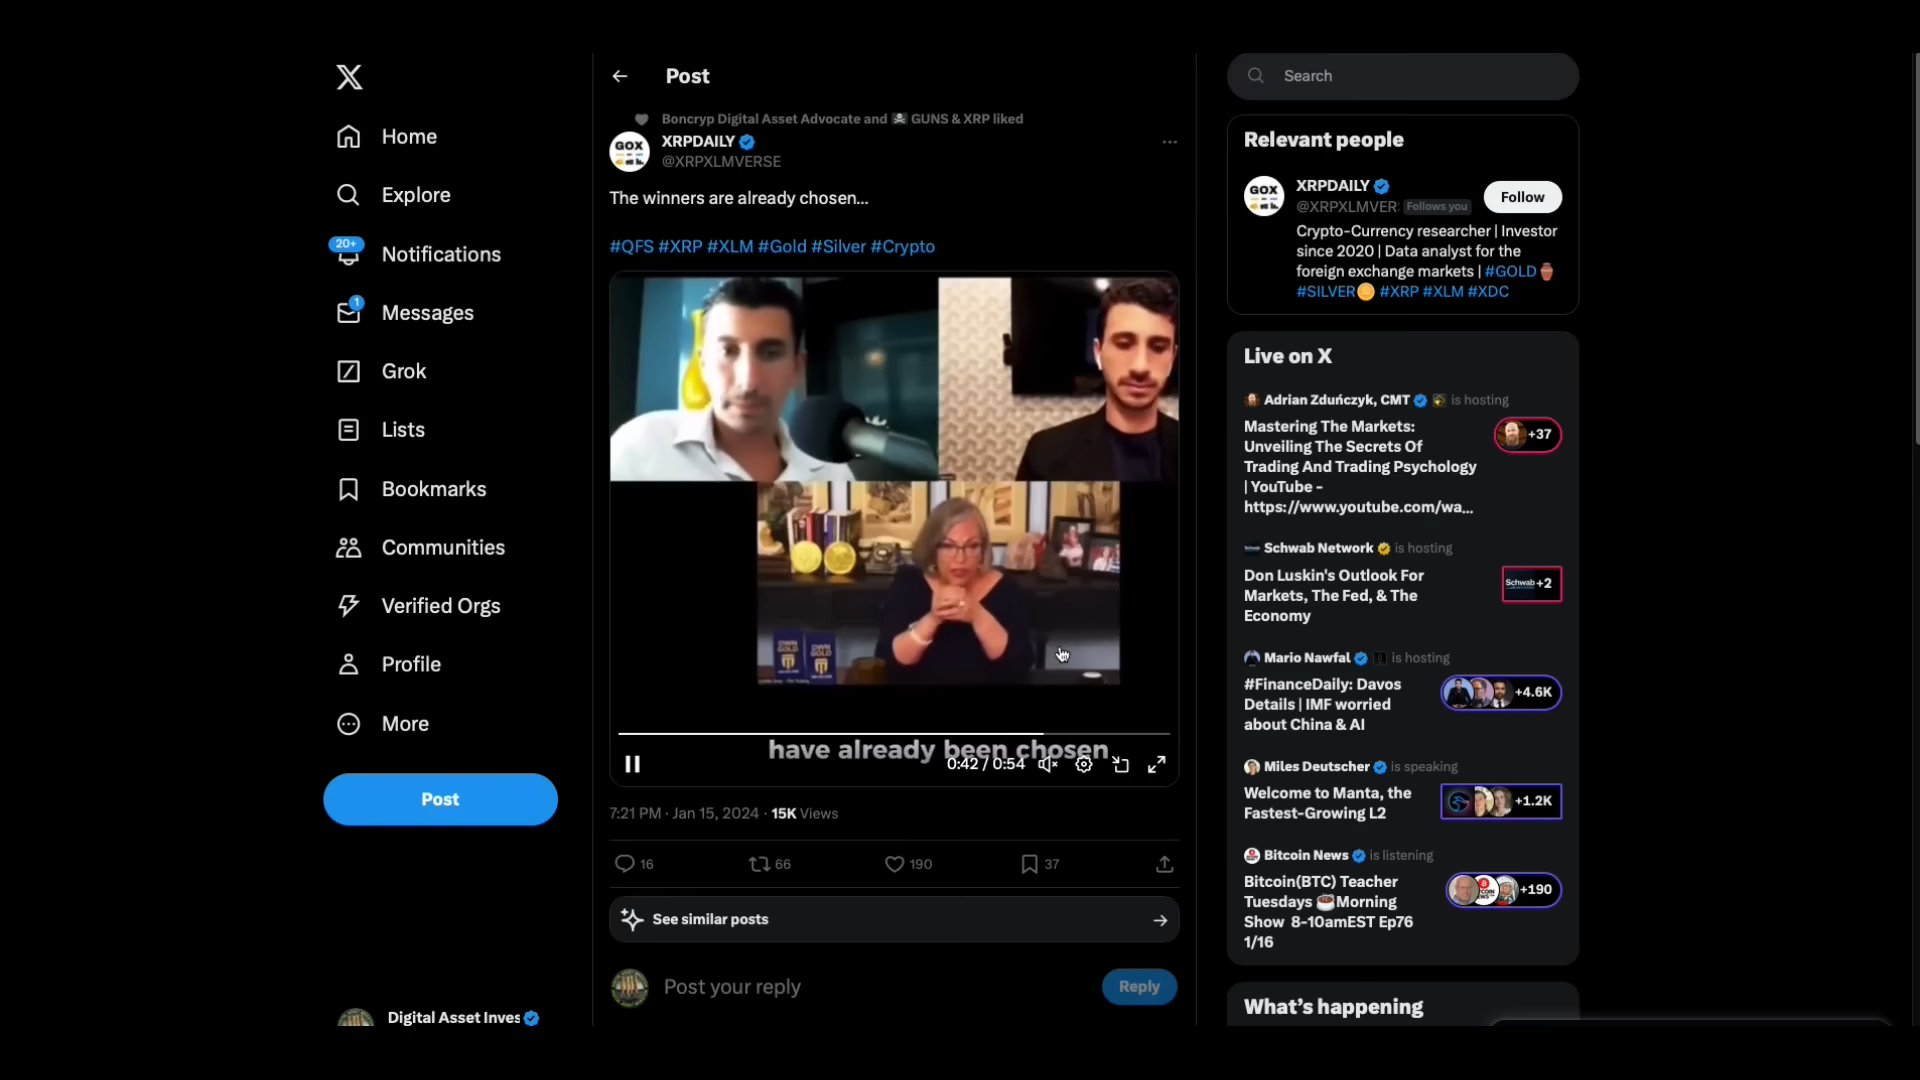 Home
Explore
20+
Notifications
1
Messages
Grok
Lists
Bookmarks
Communities
Verified Orgs
Profile
More
Post
Digital Asset Inves
Post
Boncryp Digital Asset Advocate and ☠ GUNS & XRP liked
GOX
XRPDAILY
@XRPXLMVERSE
The winners are already chosen...
#QFS #XRP #XLM #Gold #Silver #Crypto
OWN GOLD
OWN GOLD
have already been chosen
0:42 / 0:54
7:21 PM · Jan 15, 2024 · 15K Views
16
66
190
37
See similar posts
Post your reply
Reply
Search
Relevant people
GOX
XRPDAILY
@XRPXLMVER
Follows you
Follow
Crypto-Currency researcher | Investor
since 2020 | Data analyst for the
foreign exchange markets | #GOLD
#SILVER #XRP #XLM #XDC
Live on X
Adrian Zduńczyk, CMT is hosting
Mastering The Markets:
Unveiling The Secrets Of
Trading And Trading Psychology
| YouTube -
https://www.youtube.com/wa...
+37
Schwab Network is hosting
Don Luskin's Outlook For
Markets, The Fed, & The
Economy
Schwab +2
Mario Nawfal is hosting
#FinanceDaily: Davos
Details | IMF worried
about China & AI
+4.6K
Miles Deutscher is speaking
Welcome to Manta, the
Fastest-Growing L2
+1.2K
Bitcoin News is listening
Bitcoin(BTC) Teacher
Tuesdays ☕Morning
Show 8-10amEST Ep76
1/16
+190
What's happening